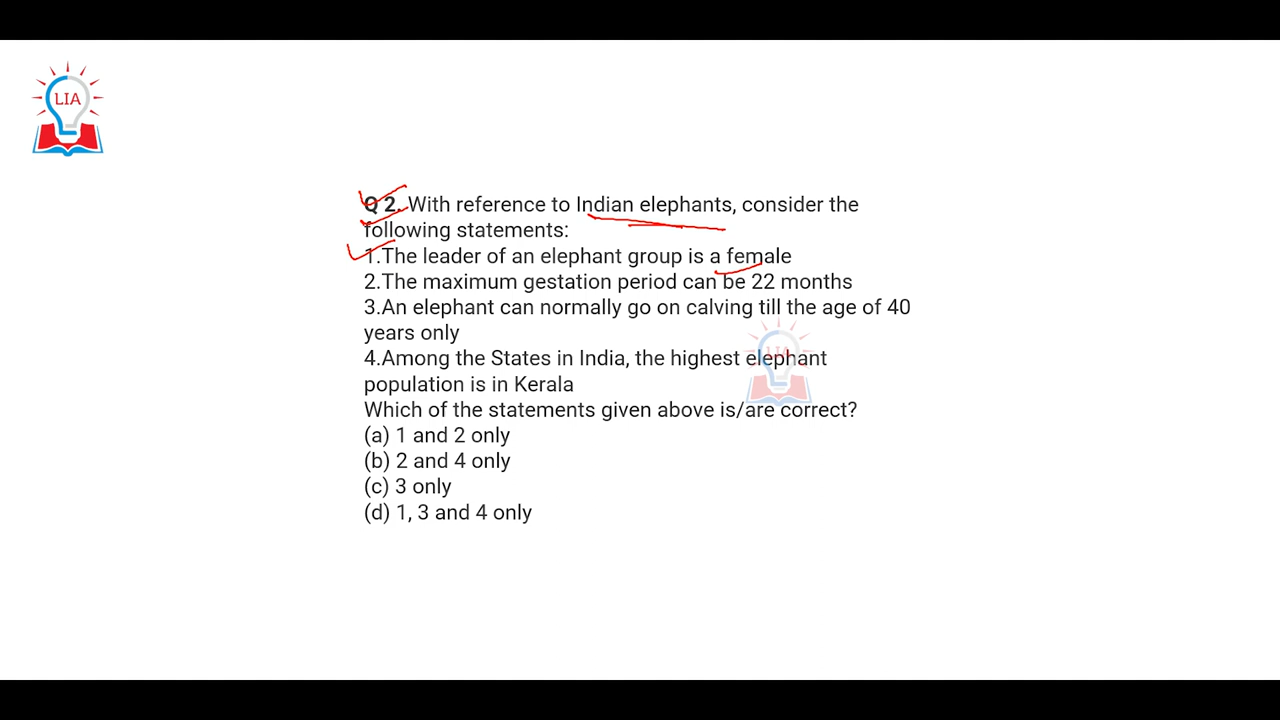 LIA
Q 2. With reference to Indian elephants, consider the
following statements:
1.The leader of an elephant group is a female
2.The maximum gestation period can be 22 months
3.An elephant can normally go on calving till the age of 40
years only
4.Among the States in India, the highest elephant
population is in Kerala
Which of the statements given above is/are correct?
(a) 1 and 2 only
(b) 2 and 4 only
(c) 3 only
(d) 1, 3 and 4 only
LIA